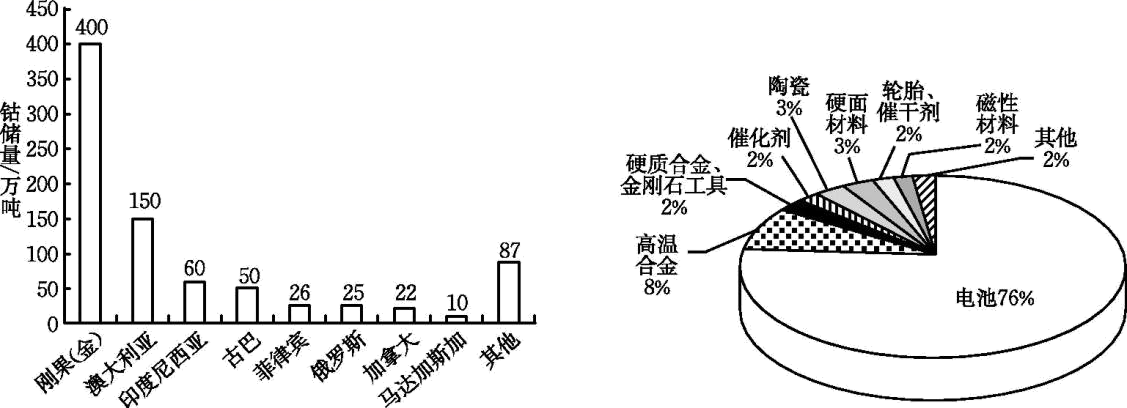 450
400
350
300
250
200
150
100
50
0
钴储量/万吨
400
150
60
50
26
25
22
10
87
刚果(金)
澳大利亚
印度尼西亚
古巴
菲律宾
俄罗斯
加拿大
马达加斯加
其他
陶瓷
3%
硬面
材料
3%
轮胎、
催干剂
2%
磁性
材料
2%
其他
2%
催化剂
2%
硬质合金、
金刚石工具
2%
高温
合金
8%
电池76%